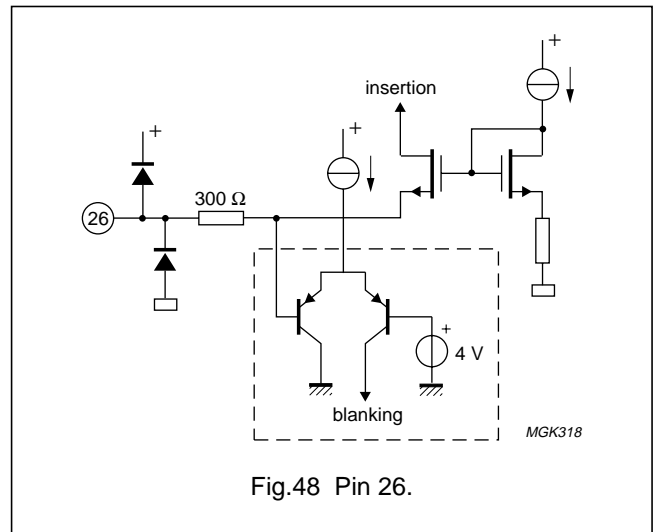 +
insertion
+
+
300 Ω
26
+
4 V
blanking
MGK318
Fig.48 Pin 26.